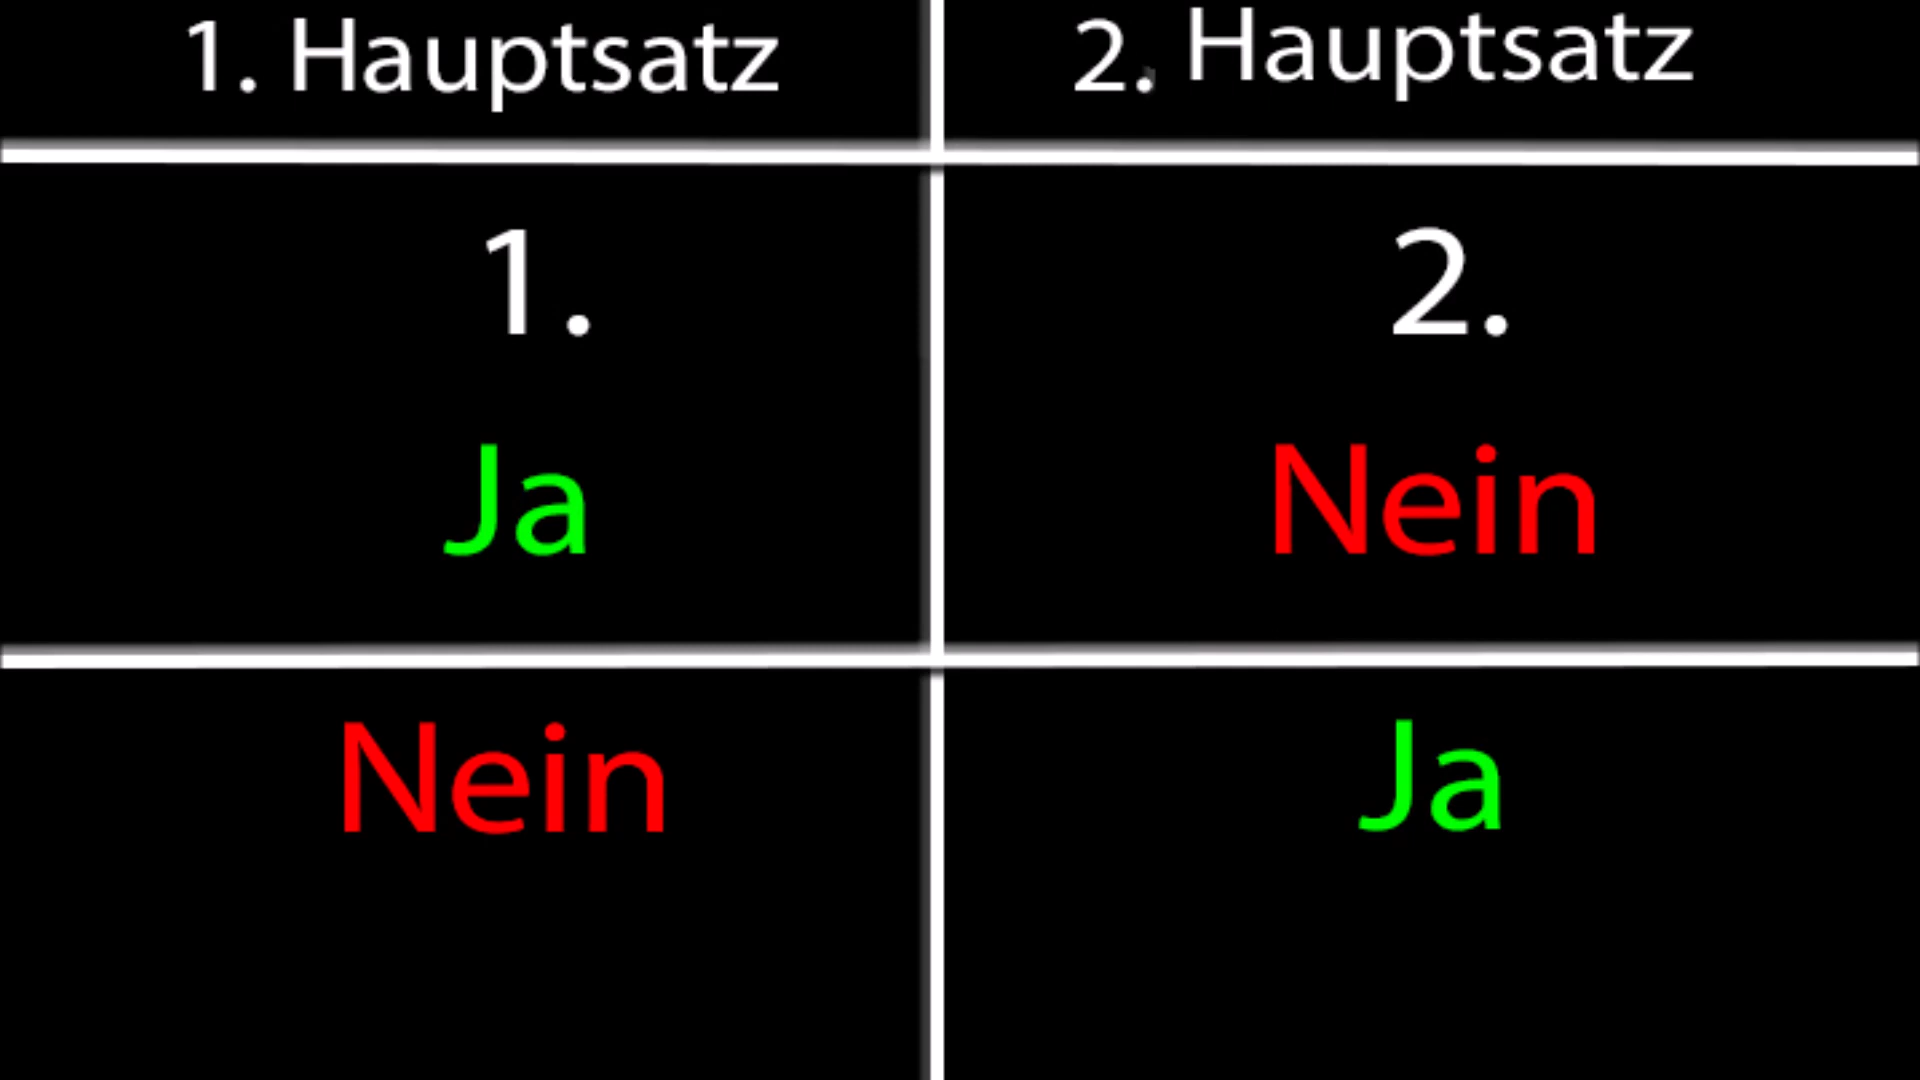 1. Hauptsatz
2. Hauptsatz
1.
2.
Ja
Nein
Nein
Ja